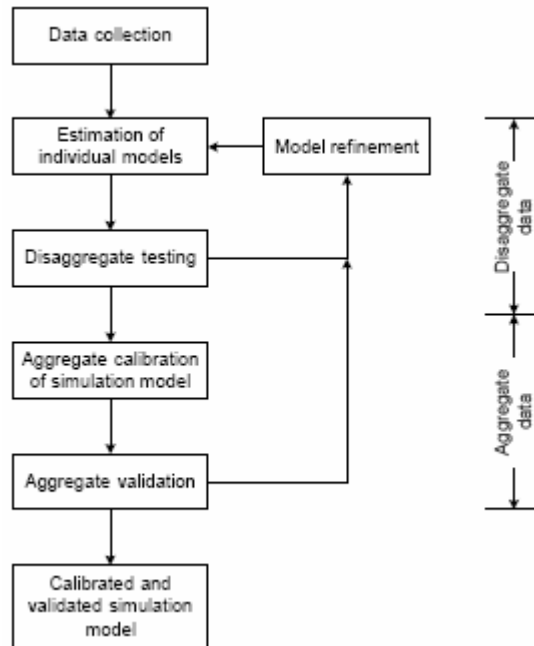 Data collection
Estimation of
individual models
Model refinement
Disaggregate testing
Aggregate calibration
of simulation model
Aggregate validation
Calibrated and
validated simulation
model
Disaggregate
data
Aggregate
data